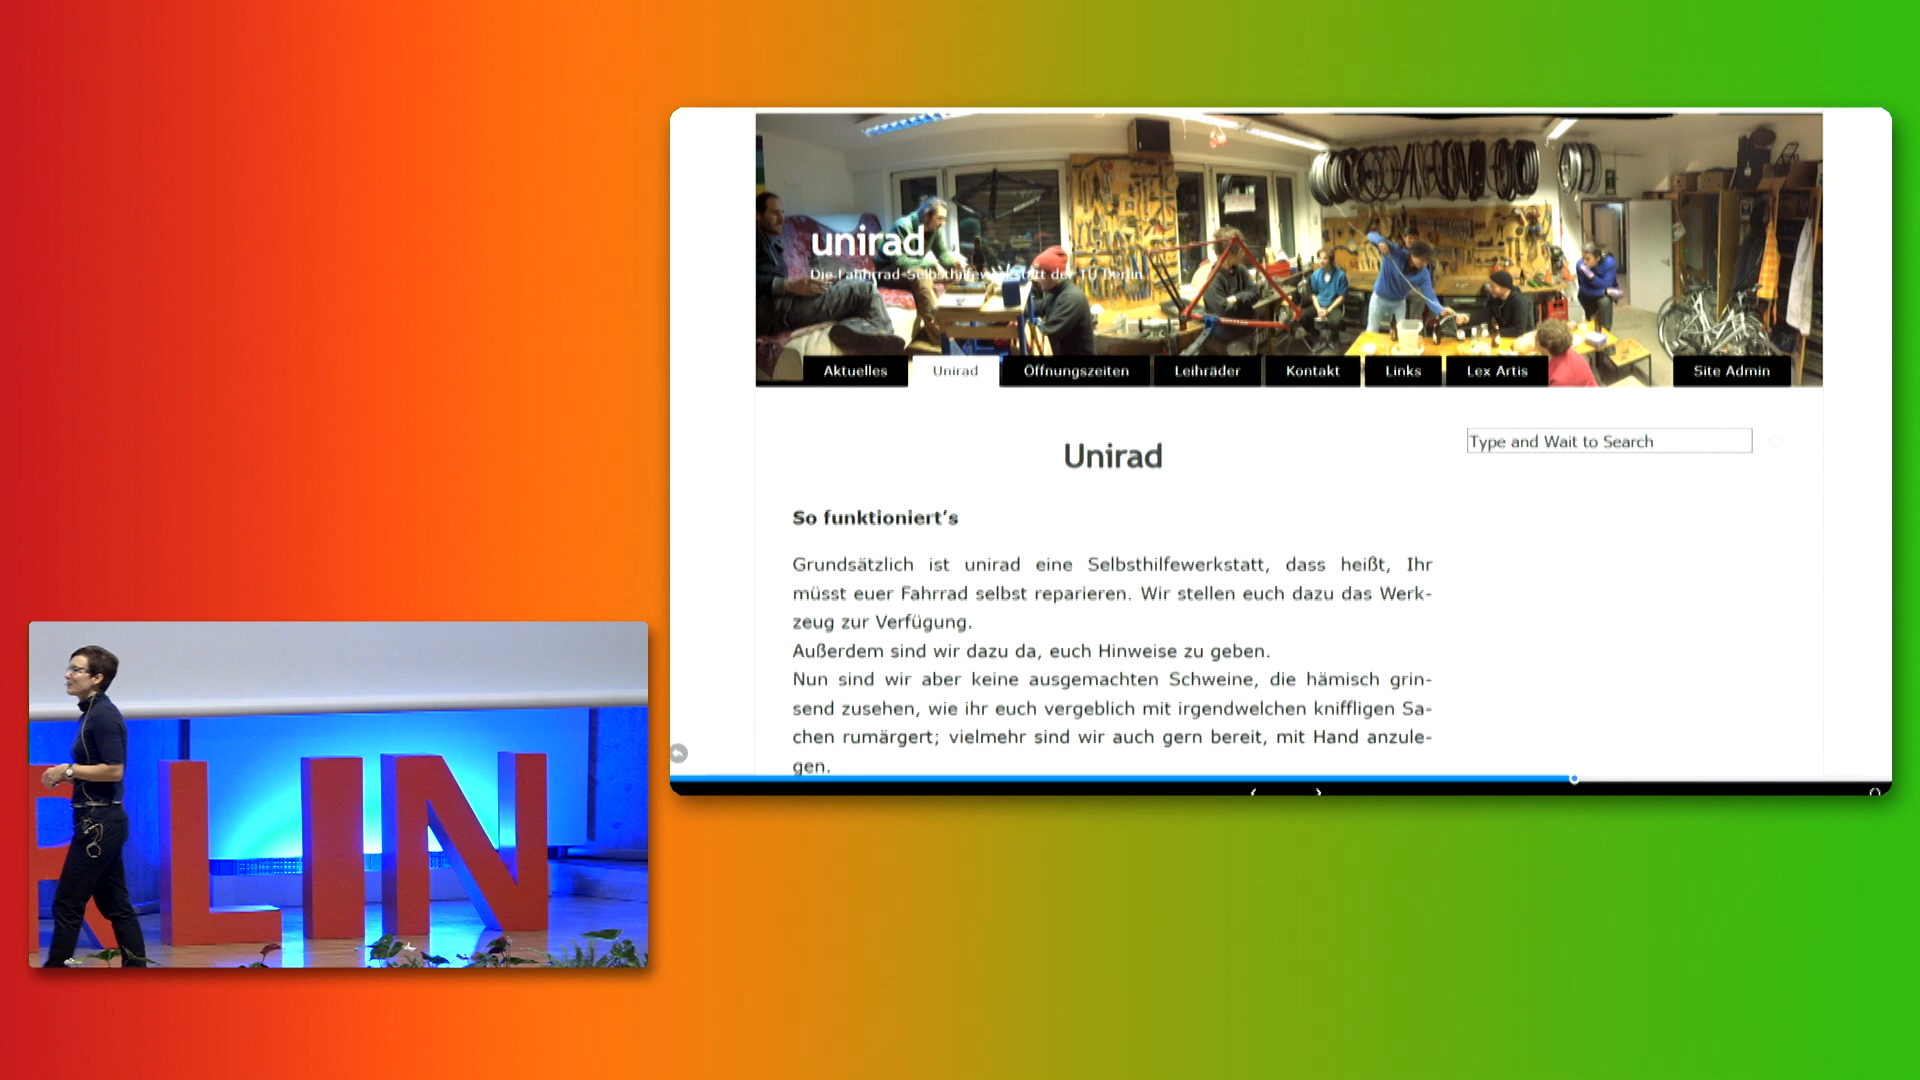 unirad
Die Fahrrad-Selbsthilfewerkstatt der TU Berlin
Aktuelles
Unirad
Öffnungszeiten
Leihräder
Kontakt
Links
Lex Artis
Site Admin
Unirad
Type and Wait to Search
So funktioniert’s
Grundsätzlich ist unirad eine Selbsthilfewerkstatt, dass heißt, Ihr
müsst euer Fahrrad selbst reparieren. Wir stellen euch dazu das Werk-
zeug zur Verfügung.
Außerdem sind wir dazu da, euch Hinweise zu geben.
Nun sind wir aber keine ausgemachten Schweine, die hämisch grin-
send zusehen, wie ihr euch vergeblich mit irgendwelchen kniffligen Sa-
chen rumärgert; vielmehr sind wir auch gern bereit, mit Hand anzule-
gen.
RLIN